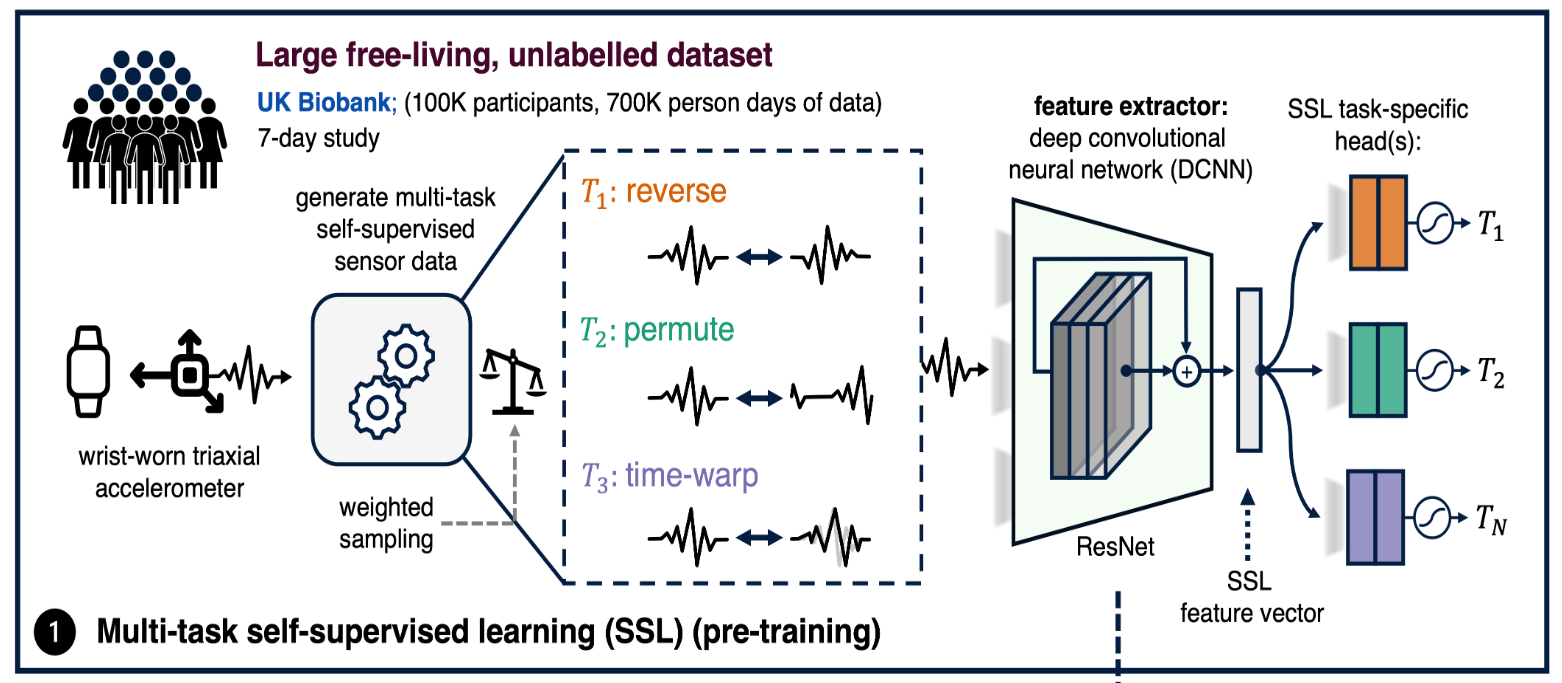 Large free-living, unlabelled dataset
UK Biobank; (100K participants, 700K person days of data)
7-day study
generate multi-task
self-supervised
sensor data
wrist-worn triaxial
accelerometer
weighted
sampling
T₁: reverse
T₂: permute
T₃: time-warp
feature extractor:
deep convolutional
neural network (DCNN)
+
ResNet
SSL
feature vector
SSL task-specific
head(s):
T₁
T₂
T_N
1 Multi-task self-supervised learning (SSL) (pre-training)